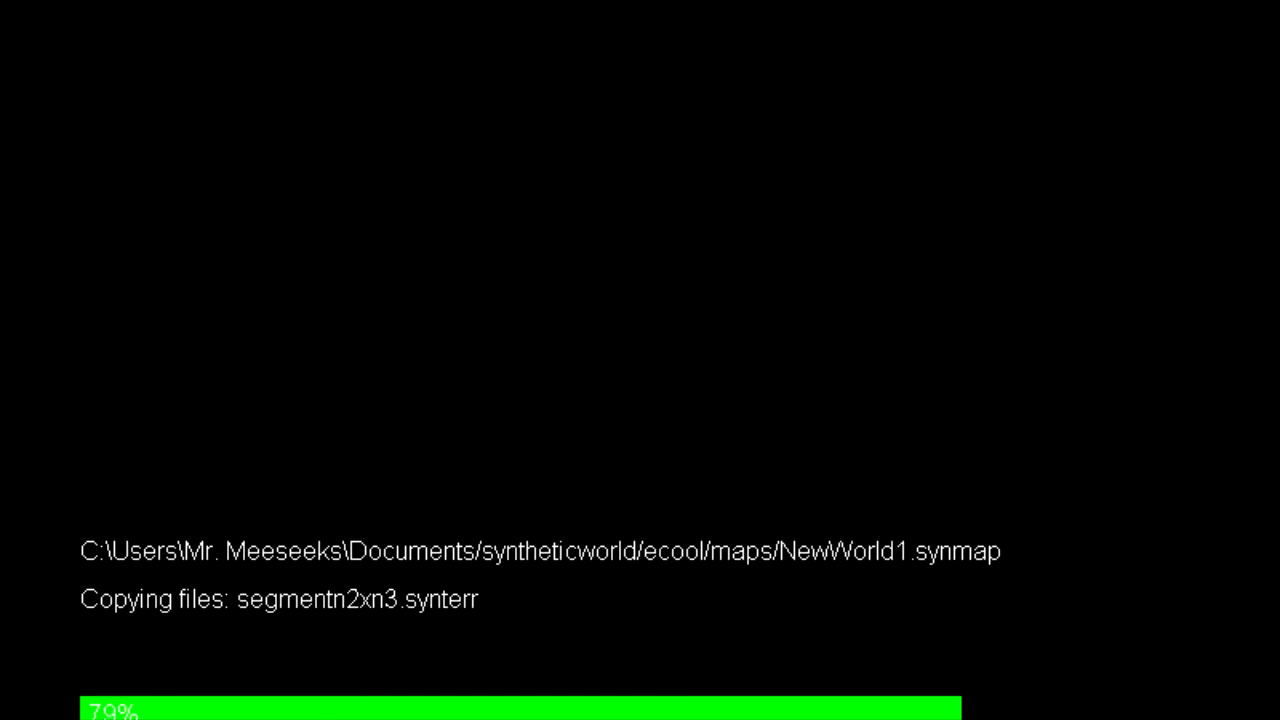 C:\Users\Mr. Meeseeks\Documents/syntheticworld/ecool/maps/NewWorld1.synmap
Copying files: segmentn2xn3.synterr
79%